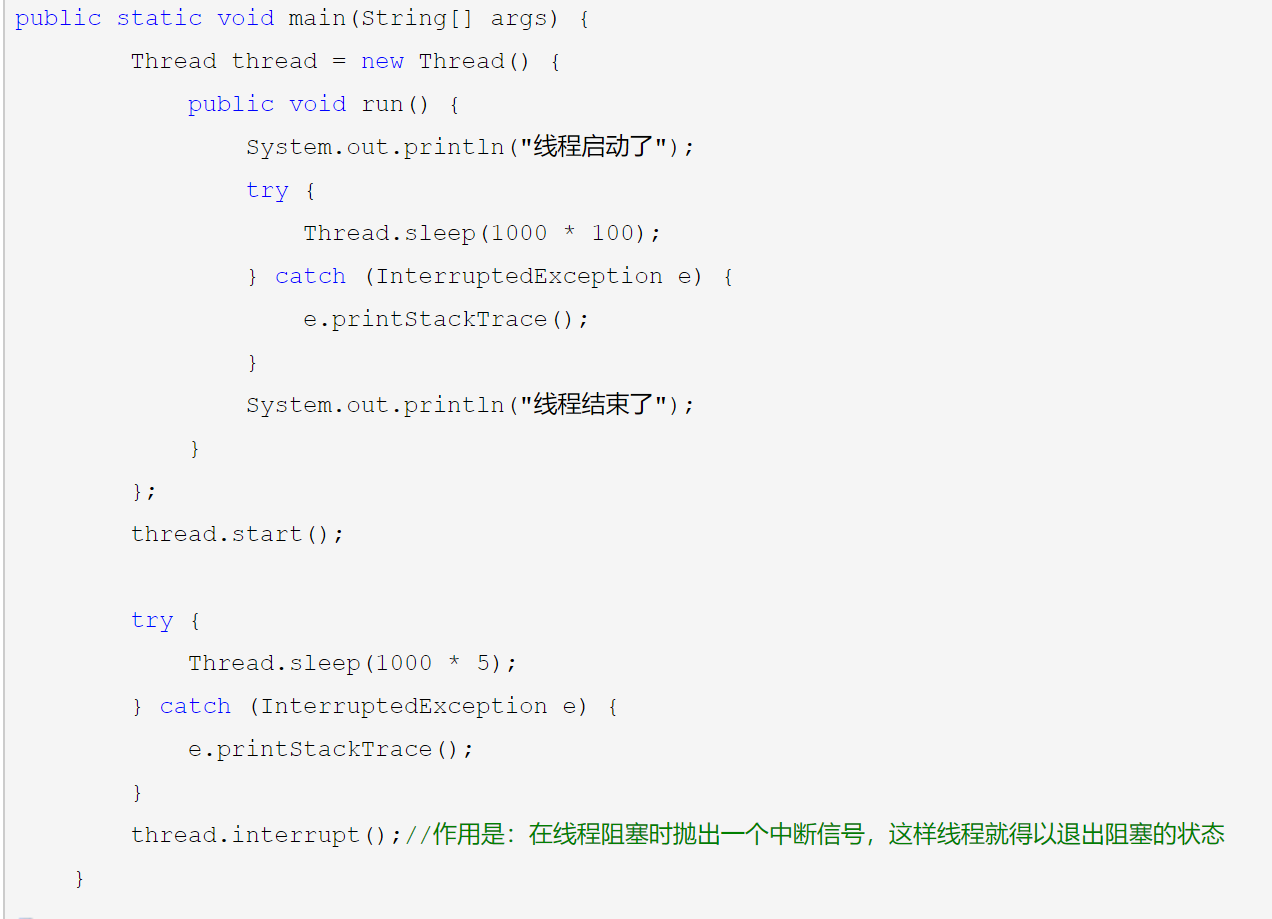 public static void main(String[] args) {
Thread thread = new Thread() {
public void run() {
System.out.println("线程启动了");
try {
Thread.sleep(1000 * 100);
} catch (InterruptedException e) {
e.printStackTrace();
}
System.out.println("线程结束了");
}
};
thread.start();
try {
Thread.sleep(1000 * 5);
} catch (InterruptedException e) {
e.printStackTrace();
}
thread.interrupt();//作用是：在线程阻塞时抛出一个中断信号，这样线程就得以退出阻塞的状态
}